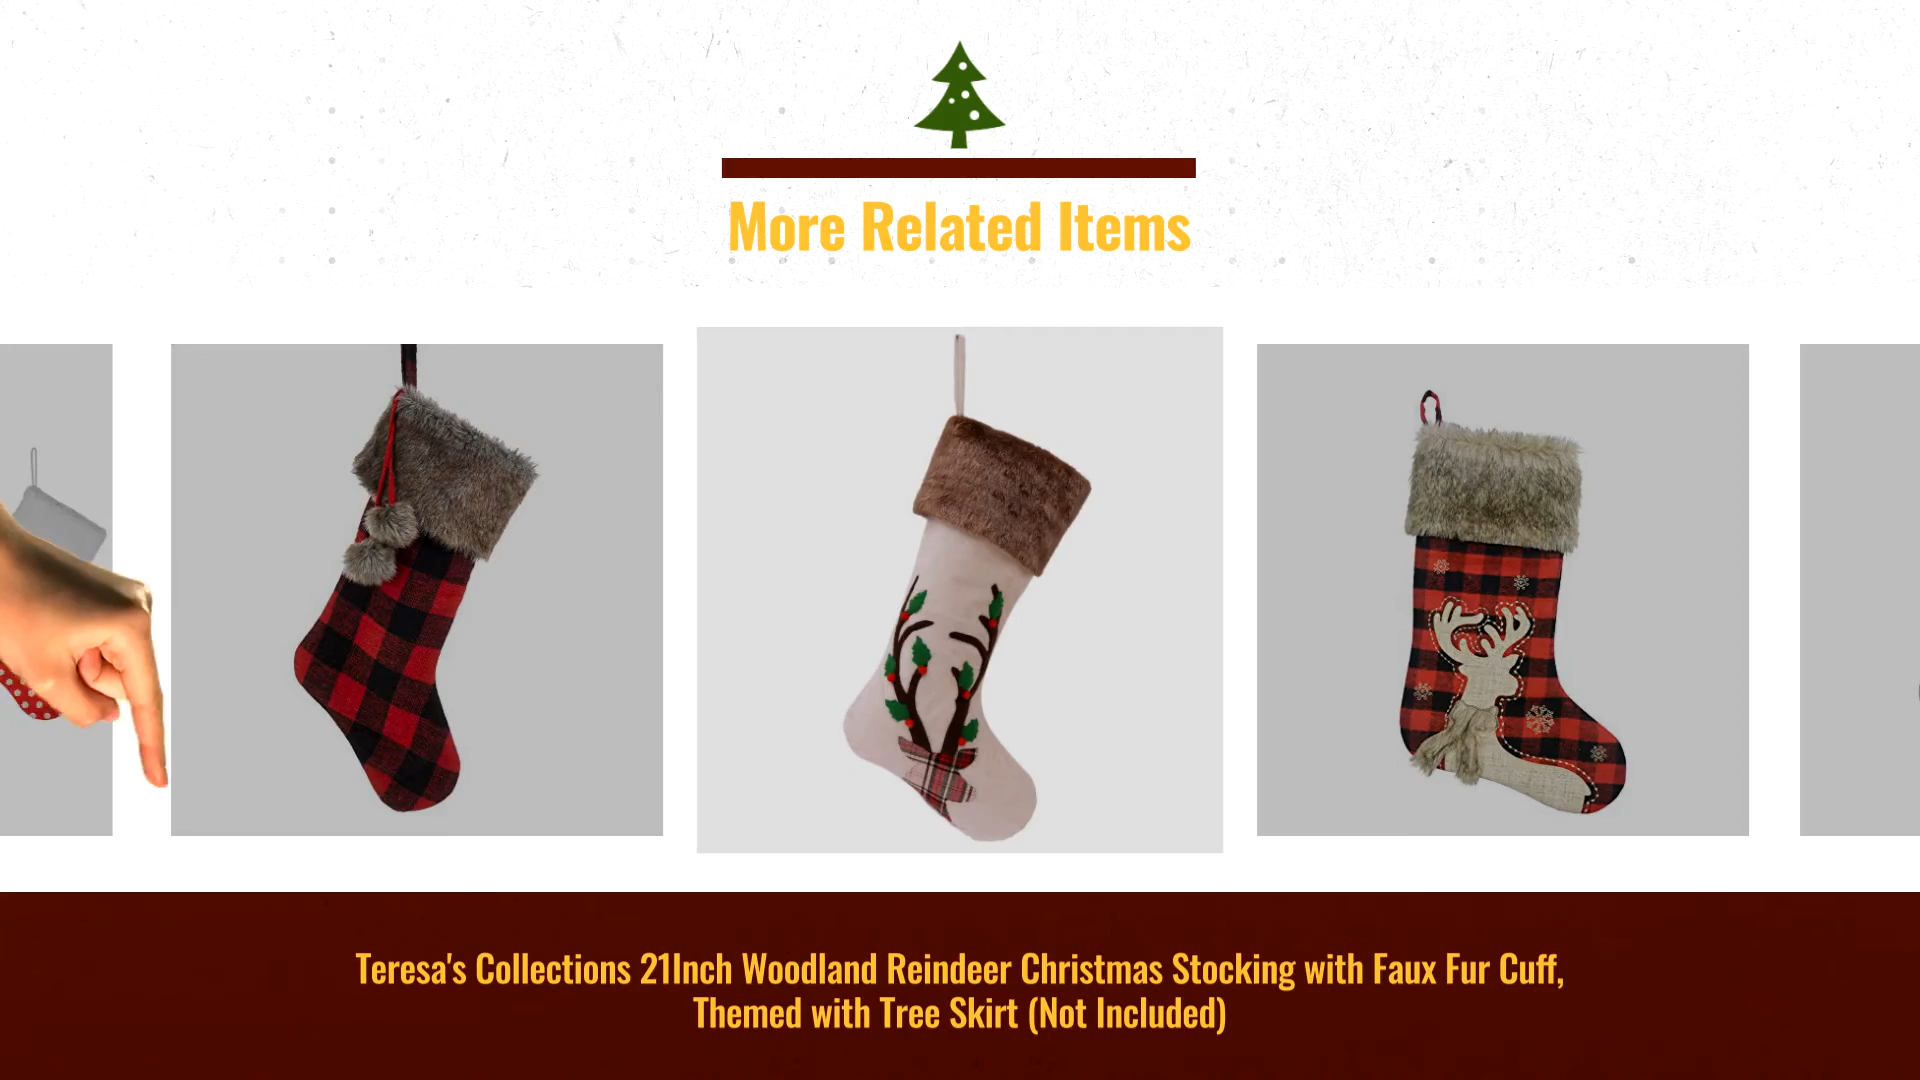 More Related Items
Teresa's Collections 21Inch Woodland Reindeer Christmas Stocking with Faux Fur Cuff,
Themed with Tree Skirt (Not Included)